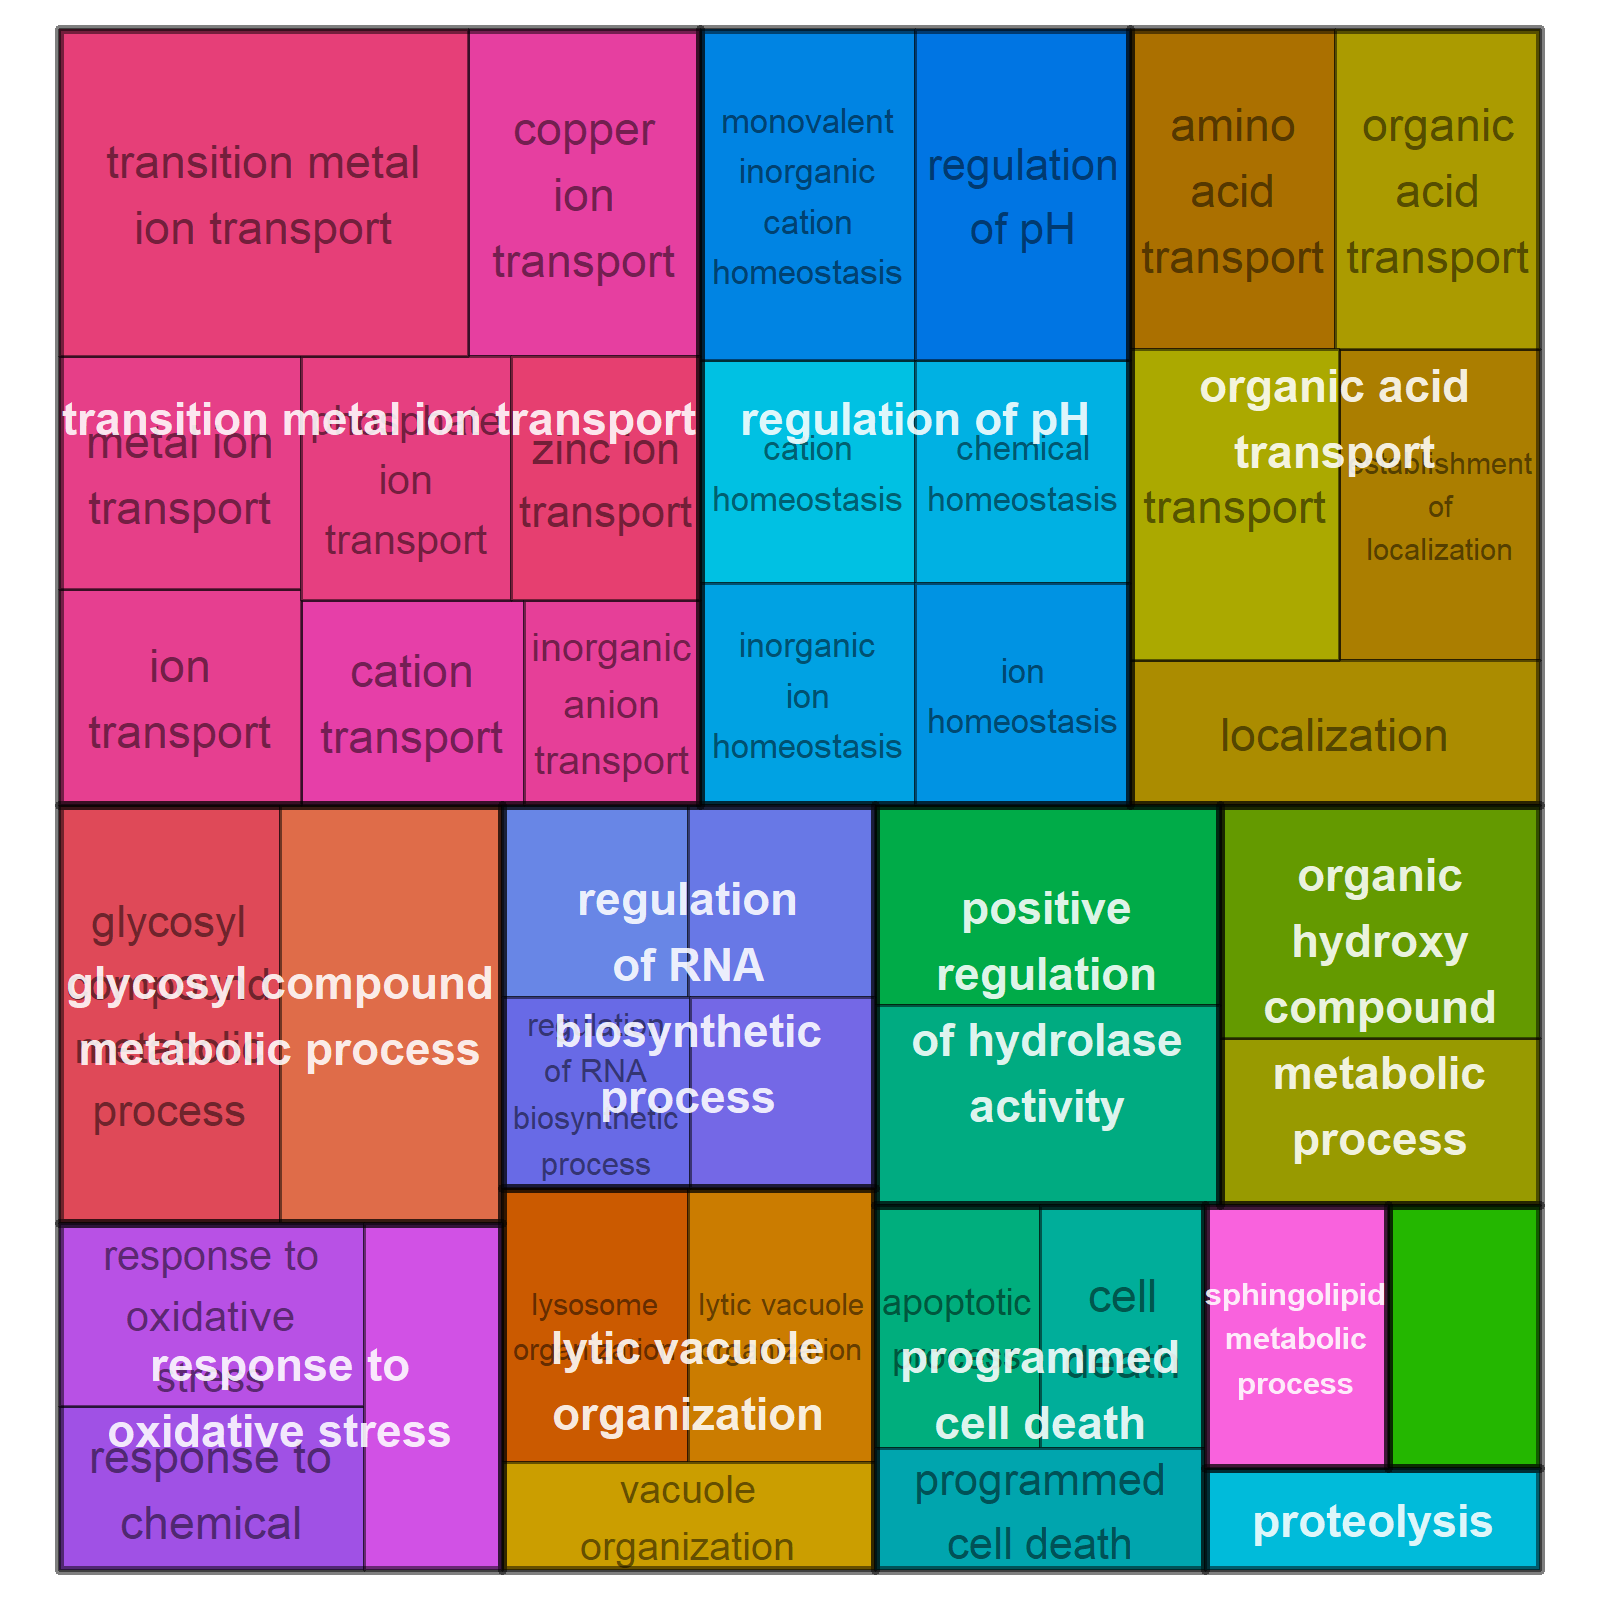 transition metal
ion transport
copper
ion
transport
metal ion
transport
phosphate
ion
transport
zinc ion
transport
ion
transport
cation
transport
inorganic
anion
transport
transition metal ion transport
monovalent
inorganic
cation
homeostasis
regulation
of pH
cation
homeostasis
chemical
homeostasis
inorganic
ion
homeostasis
ion
homeostasis
regulation of pH
amino
acid
transport
organic
acid
transport
transport
establishment
of
localization
localization
organic acid
transport
glycosyl
compound
metabolic
process
glycosyl compound
metabolic process
regulation
of RNA
biosynthetic
process
regulation
of RNA
biosynthetic
process
positive
regulation
of hydrolase
activity
organic
hydroxy
compound
metabolic
process
response to
oxidative
stress
response to
chemical
response to
oxidative stress
lysosome
organization
lytic vacuole
organization
vacuole
organization
lytic vacuole
organization
apoptotic
process
cell
death
programmed
cell death
programmed
cell death
sphingolipid
metabolic
process
proteolysis